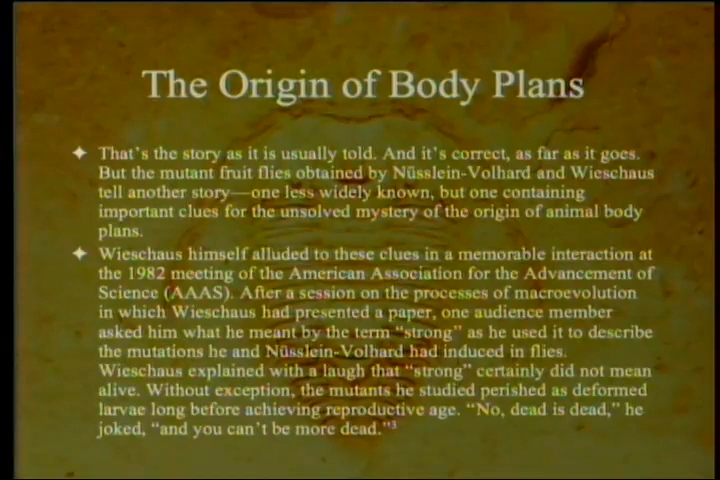 The Origin of Body Plans
✦ That's the story as it is usually told. And it's correct, as far as it goes.
But the mutant fruit flies obtained by Nüsslein-Volhard and Wieschaus
tell another story—one less widely known, but one containing
important clues for the unsolved mystery of the origin of animal body
plans.
✦ Wieschaus himself alluded to these clues in a memorable interaction at
the 1982 meeting of the American Association for the Advancement of
Science (AAAS). After a session on the processes of macroevolution
in which Wieschaus had presented a paper, one audience member
asked him what he meant by the term “strong” as he used it to describe
the mutations he and Nüsslein-Volhard had induced in flies.
Wieschaus explained with a laugh that “strong” certainly did not mean
alive. Without exception, the mutants he studied perished as deformed
larvae long before achieving reproductive age. “No, dead is dead,” he
joked, “and you can't be more dead.”³